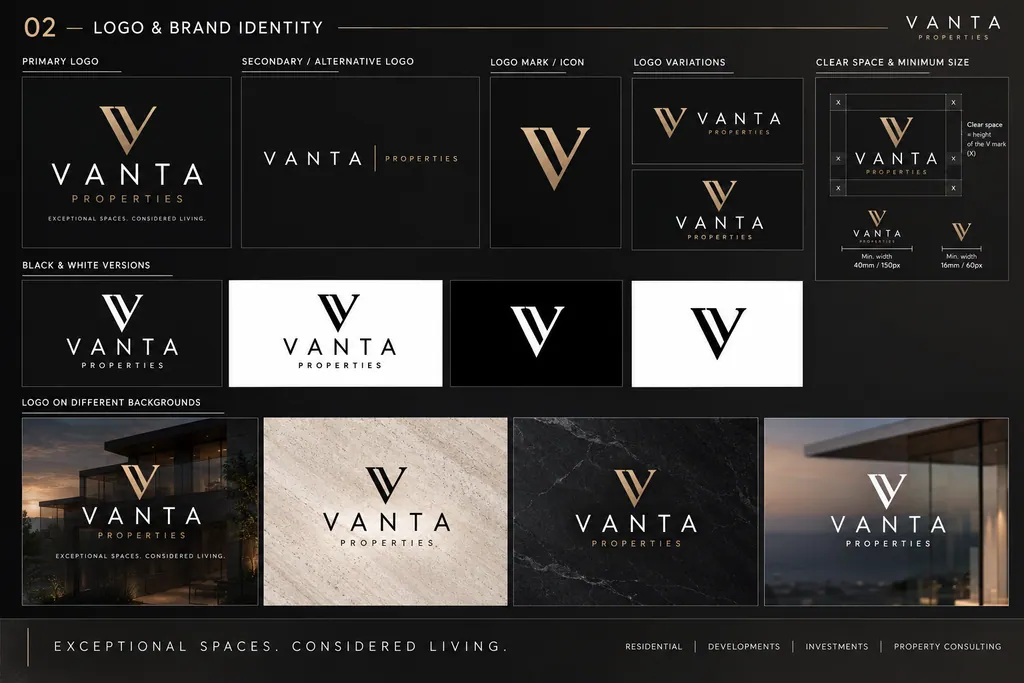 02 — LOGO & BRAND IDENTITY
VANTA
PROPERTIES
PRIMARY LOGO
VANTA
PROPERTIES
EXCEPTIONAL SPACES. CONSIDERED LIVING.
SECONDARY / ALTERNATIVE LOGO
VANTA | PROPERTIES
LOGO MARK / ICON
LOGO VARIATIONS
VANTA
PROPERTIES
VANTA
PROPERTIES
CLEAR SPACE & MINIMUM SIZE
X X
X X
X X
VANTA
PROPERTIES
Clear space
= height
of the V mark
(X)
VANTA
PROPERTIES
Min. width
40mm / 150px
Min. width
16mm / 60px
BLACK & WHITE VERSIONS
VANTA
PROPERTIES
VANTA
PROPERTIES
LOGO ON DIFFERENT BACKGROUNDS
VANTA
PROPERTIES
EXCEPTIONAL SPACES. CONSIDERED LIVING.
VANTA
PROPERTIES
VANTA
PROPERTIES
VANTA
PROPERTIES
EXCEPTIONAL SPACES. CONSIDERED LIVING.
RESIDENTIAL | DEVELOPMENTS | INVESTMENTS | PROPERTY CONSULTING